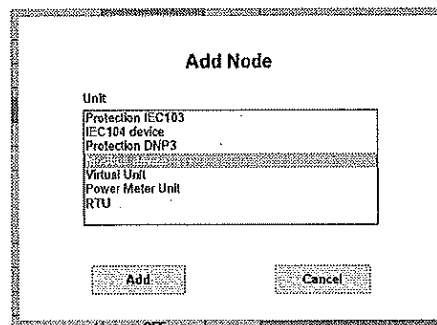 Add Node
Unit
Protection IEC103
IEC104 device
Protection DNP3
Virtual Unit
Power Meter Unit
RTU
Add
Cancel